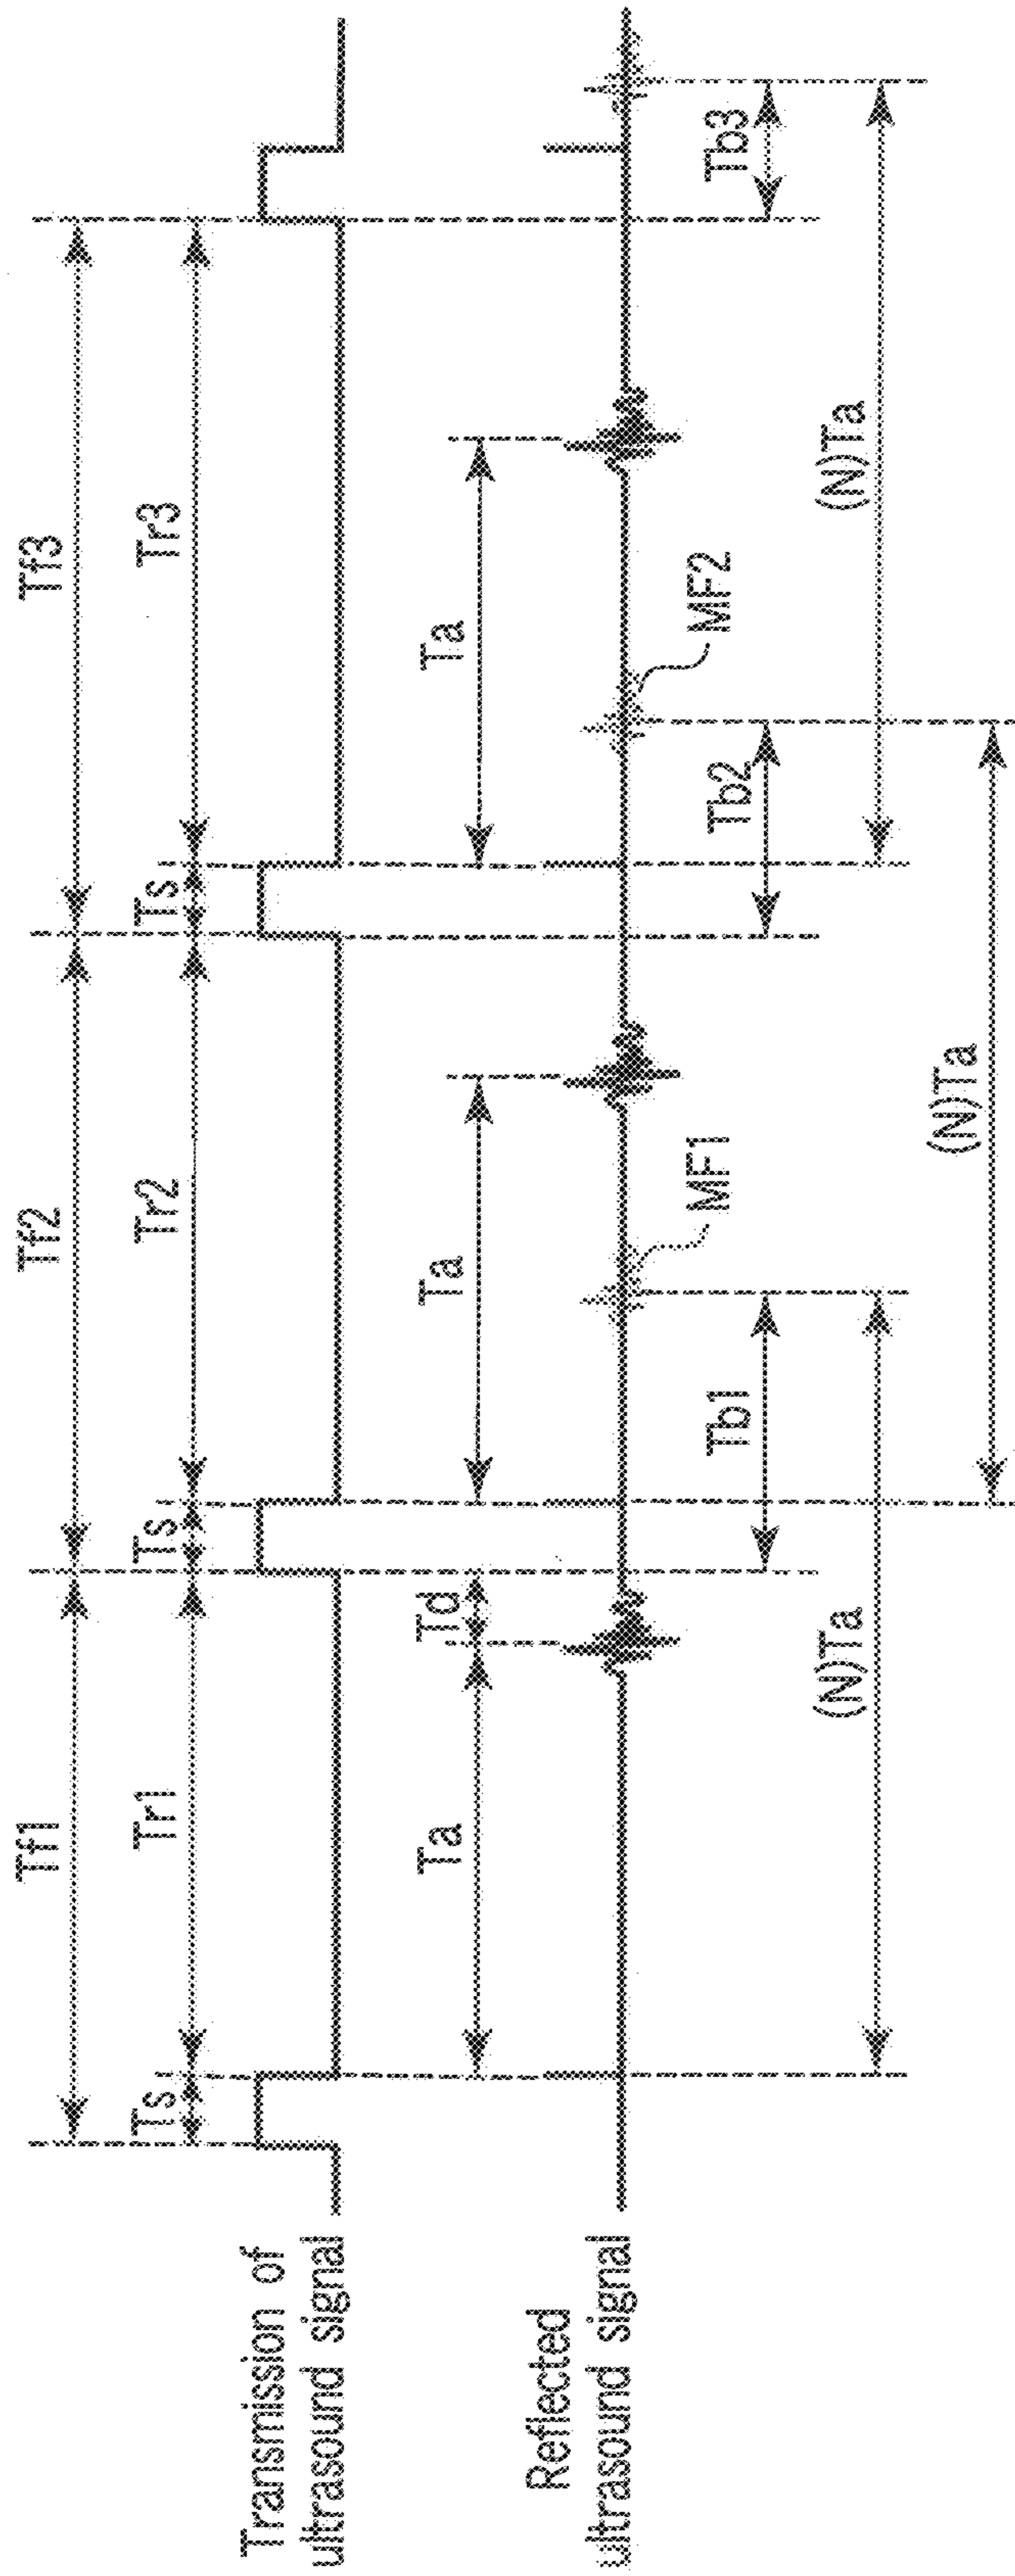 Tf1
Tf2
Tf3
Ts
Tr1
Ts
Tr2
Ts
Tr3
Transmission of
ultrasound signal
Ta
Td
Ta
Ta
Reflected
ultrasound signal
MF1
MF2
Tb1
Tb2
Tb3
(N)Ta
(N)Ta
(N)Ta